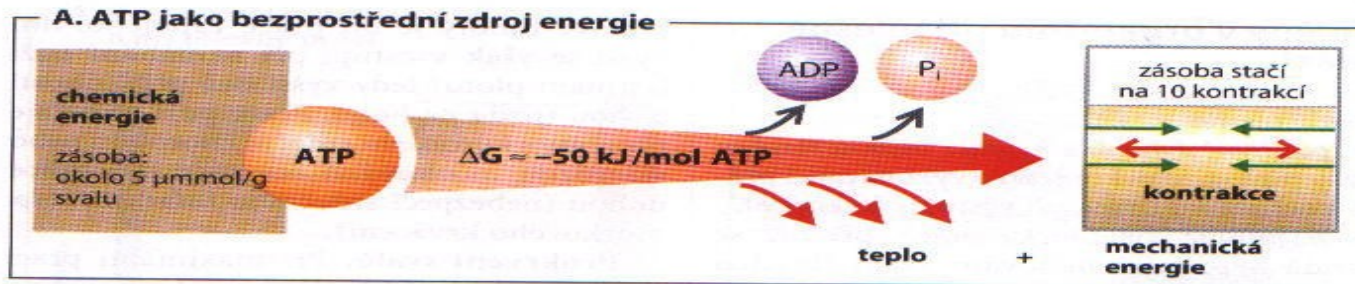 A. ATP jako bezprostřední zdroj energie
chemická
energie
zásoba:
okolo 5 µmmol/g
svalu
ATP
ΔG ≈ −50 kJ/mol ATP
ADP
Pi
teplo
+
zásoba stačí
na 10 kontrakcí
kontrakce
mechanická
energie